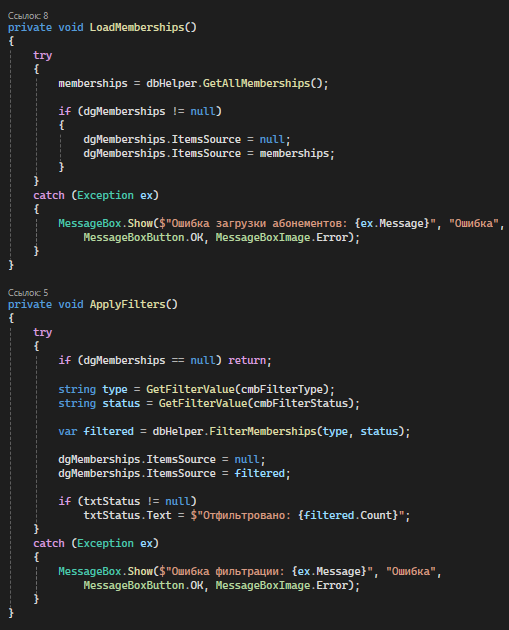 Ссылок: 8
private void LoadMemberships()
{
    try
    {
        memberships = dbHelper.GetAllMemberships();

        if (dgMemberships != null)
        {
            dgMemberships.ItemsSource = null;
            dgMemberships.ItemsSource = memberships;
        }
    }
    catch (Exception ex)
    {
        MessageBox.Show($"Ошибка загрузки абонементов: {ex.Message}", "Ошибка",
            MessageBoxButton.OK, MessageBoxImage.Error);
    }
}

Ссылок: 5
private void ApplyFilters()
{
    try
    {
        if (dgMemberships == null) return;

        string type = GetFilterValue(cmbFilterType);
        string status = GetFilterValue(cmbFilterStatus);

        var filtered = dbHelper.FilterMemberships(type, status);

        dgMemberships.ItemsSource = null;
        dgMemberships.ItemsSource = filtered;

        if (txtStatus != null)
            txtStatus.Text = $"Отфильтровано: {filtered.Count}";
    }
    catch (Exception ex)
    {
        MessageBox.Show($"Ошибка фильтрации: {ex.Message}", "Ошибка",
            MessageBoxButton.OK, MessageBoxImage.Error);
    }
}